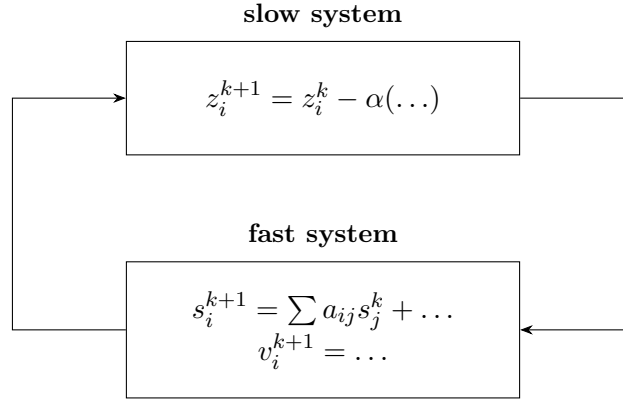 slow system
z_i^{k+1} = z_i^k − α(…)
fast system
s_i^{k+1} = ∑ a_{ij} s_j^k + …
v_i^{k+1} = …